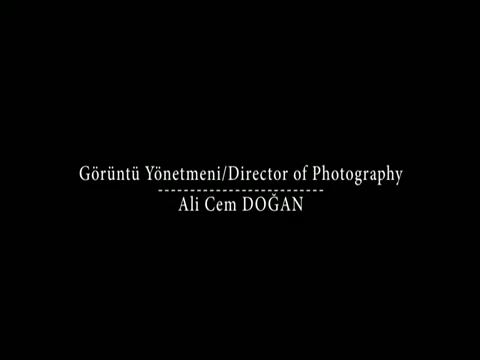 Görüntü Yönetmeni/Director of Photography
--------------------------
Ali Cem DOĞAN